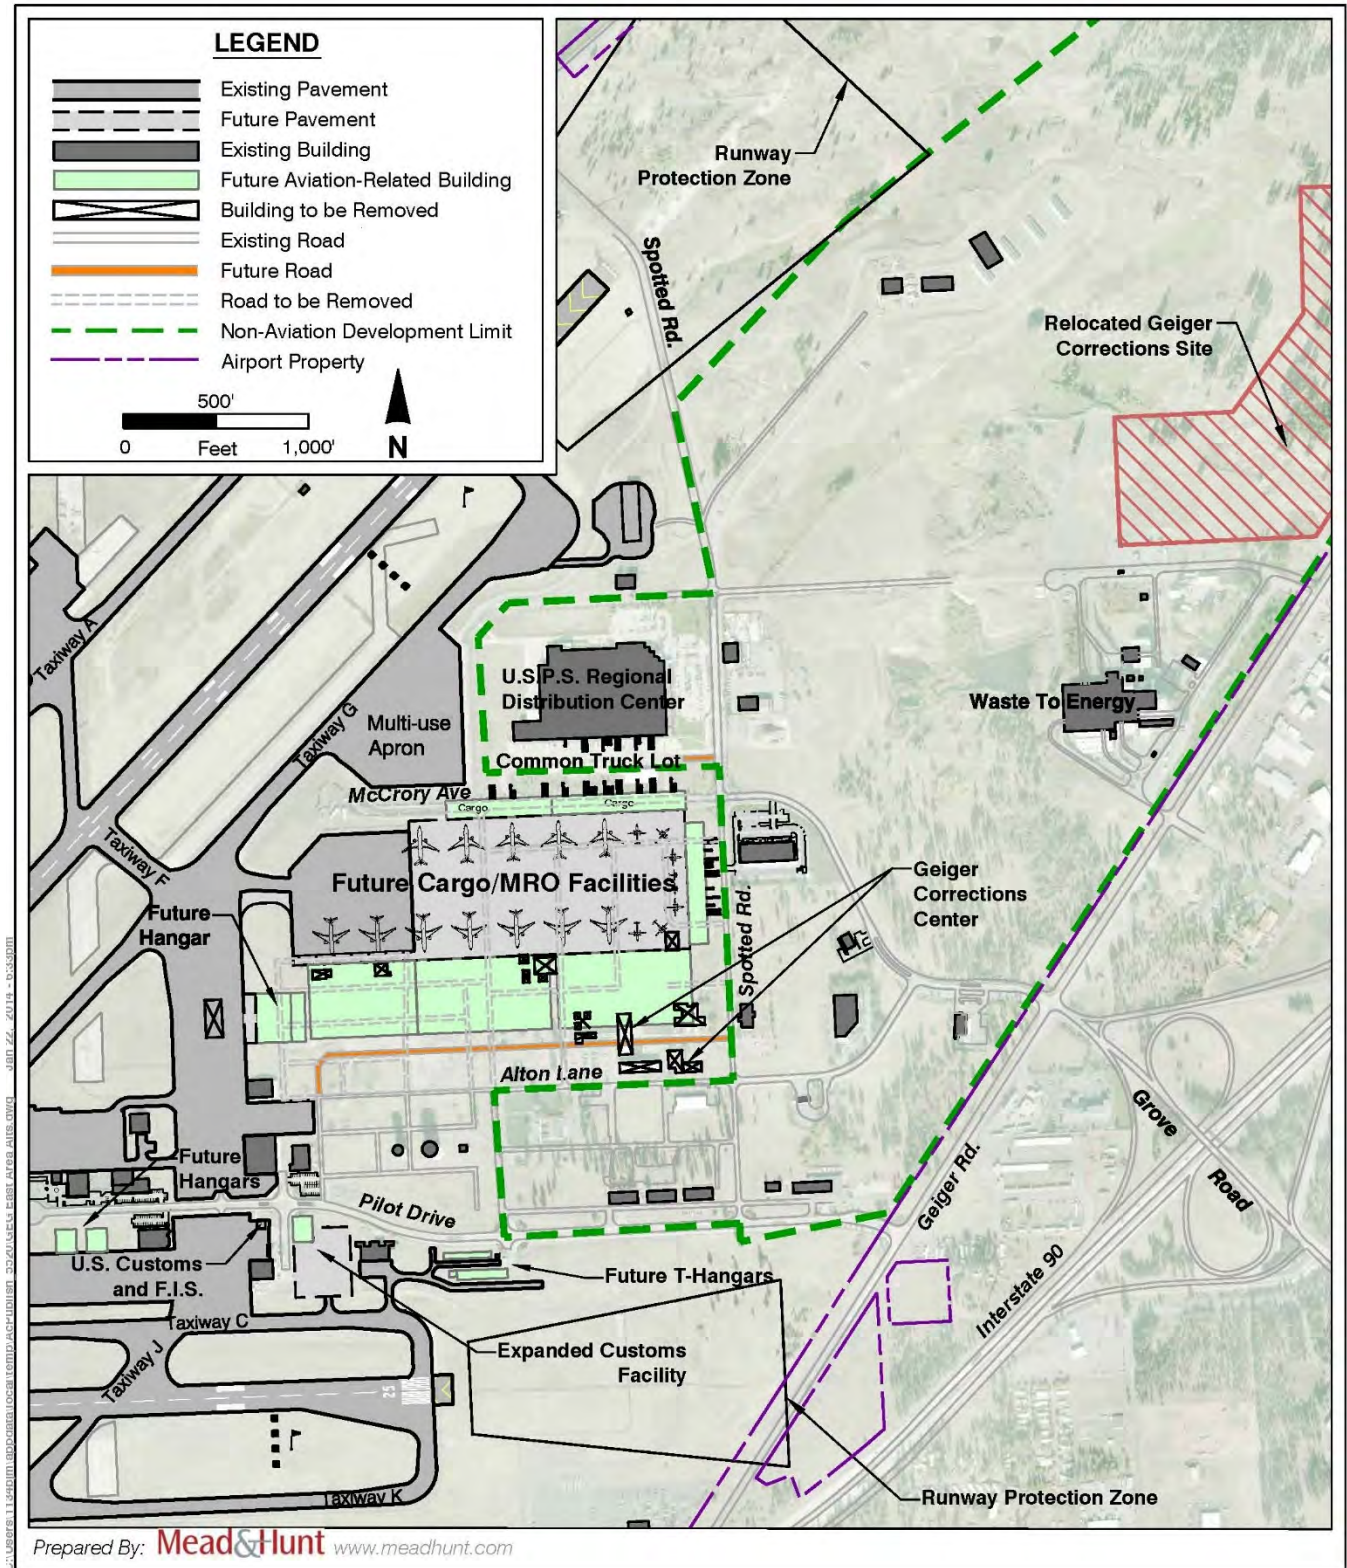 LEGEND
Existing Pavement
Future Pavement
Existing Building
Future Aviation-Related Building
Building to be Removed
Existing Road
Future Road
Road to be Removed
Non-Aviation Development Limit
Airport Property
500'
0 Feet 1,000'
N
Runway
Protection Zone
Spotted Rd.
Relocated Geiger
Corrections Site
Taxiway A
Taxiway G
Multi-use
Apron
U.S.P.S. Regional
Distribution Center
Waste To Energy
Common Truck Lot
McCrory Ave
Cargo
Cargo
Taxiway F
Future Cargo/MRO Facilities
Geiger
Corrections
Center
Future
Hangar
Spotted Rd.
Alton Lane
Grove
Road
Future
Hangars
Pilot Drive
Geiger Rd.
U.S. Customs
and F.I.S.
Future T-Hangars
Interstate 90
Taxiway C
Expanded Customs
Facility
Taxiway J
25
Runway Protection Zone
Taxiway K
Prepared By: Mead&Hunt www.meadhunt.com